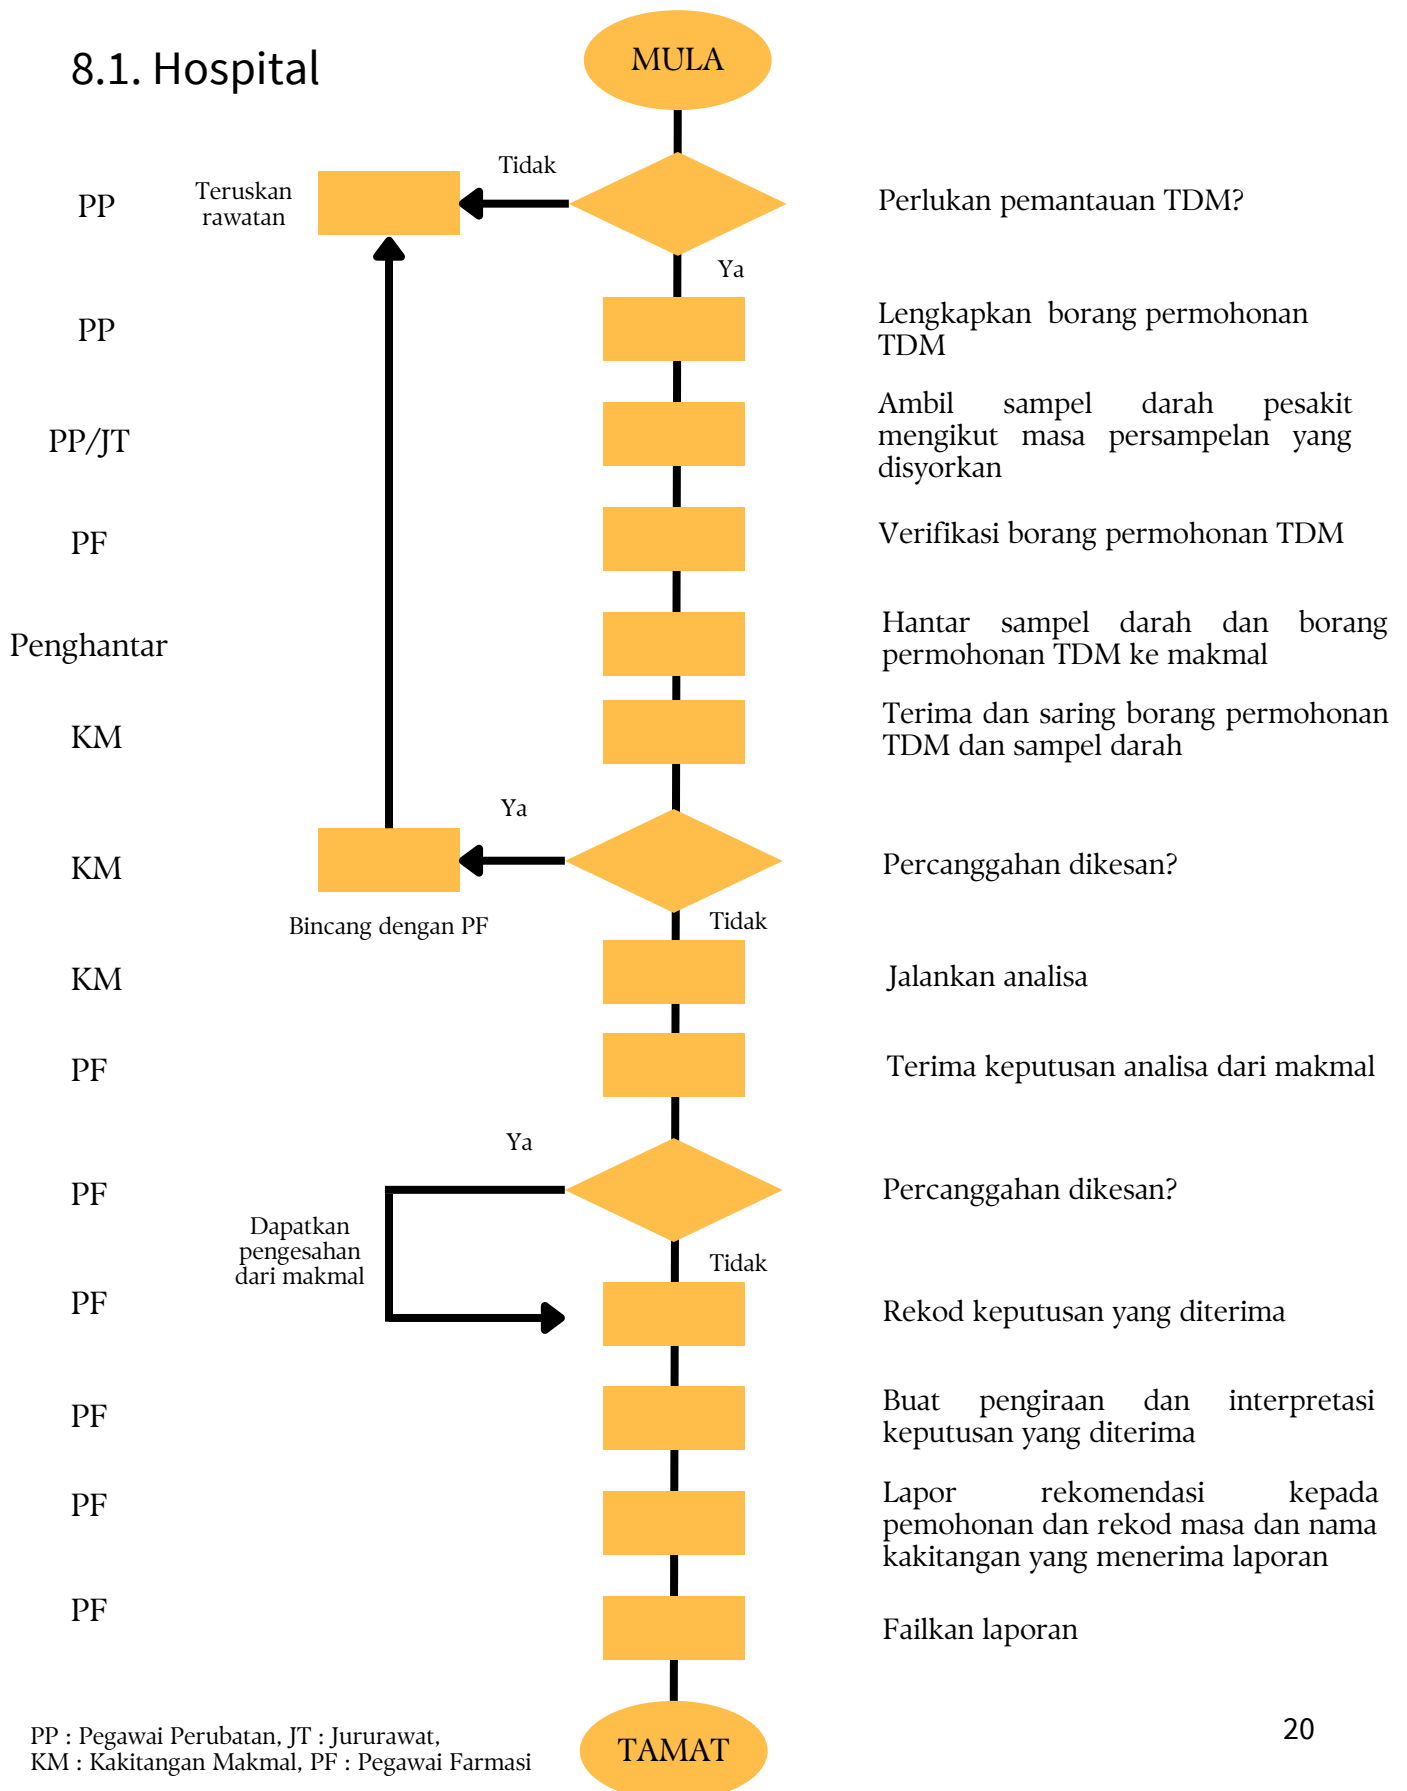 8.1. Hospital
MULA
Tidak
PP
Teruskan
rawatan
Perlukan pemantauan TDM?
Ya
PP
Lengkapkan borang permohonan
TDM
PP/JT
Ambil sampel darah pesakit
mengikut masa persampelan yang
disyorkan
PF
Verifikasi borang permohonan TDM
Penghantar
Hantar sampel darah dan borang
permohonan TDM ke makmal
KM
Terima dan saring borang permohonan
TDM dan sampel darah
Ya
KM
Percanggahan dikesan?
Bincang dengan PF
Tidak
KM
Jalankan analisa
PF
Terima keputusan analisa dari makmal
Ya
PF
Percanggahan dikesan?
Dapatkan
pengesahan
dari makmal
Tidak
PF
Rekod keputusan yang diterima
PF
Buat pengiraan dan interpretasi
keputusan yang diterima
PF
Lapor rekomendasi kepada
pemohonan dan rekod masa dan nama
kakitangan yang menerima laporan
PF
Failkan laporan
TAMAT
PP : Pegawai Perubatan, JT : Jururawat,
KM : Kakitangan Makmal, PF : Pegawai Farmasi
20